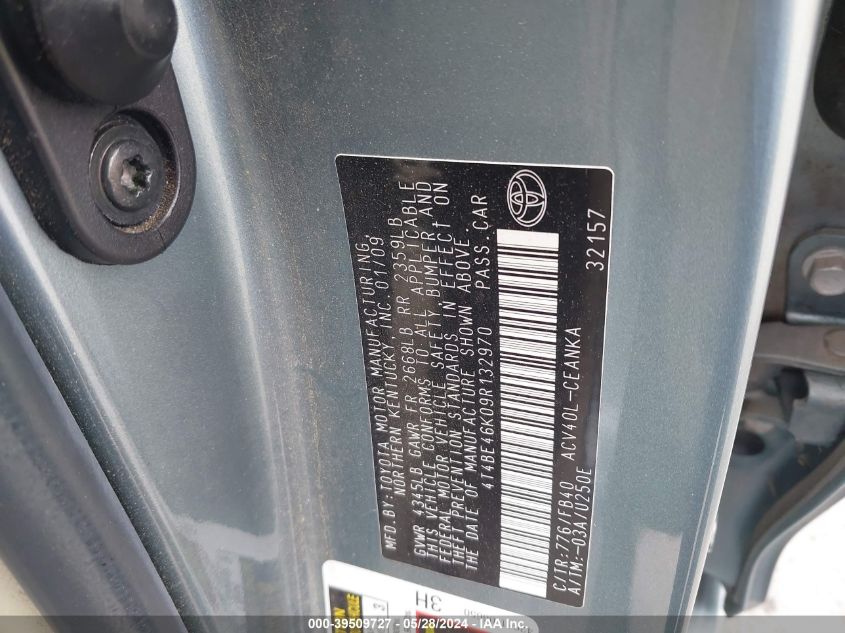 MFD.BY:TOYOTA MOTOR MANUFACTURING,
NORTHERN KENTUCKY, INC. 01/09
GVWR 4345LB GAWR FR 2668LB RR 2359LB
THIS VEHICLE CONFORMS TO ALL APPLICABLE
FEDERAL MOTOR VEHICLE SAFETY, BUMPER, AND
THEFT PREVENTION STANDARDS IN EFFECT ON
THE DATE OF MANUFACTURE SHOWN ABOVE.
4T4BE46K09R132970 PASS.CAR
C/TR:776/FB40 ACV40L-CEANKA
A/TM:-03A/U250E
32157
3H
3
000-39509727 - 05/28/2024 - IAA Inc.